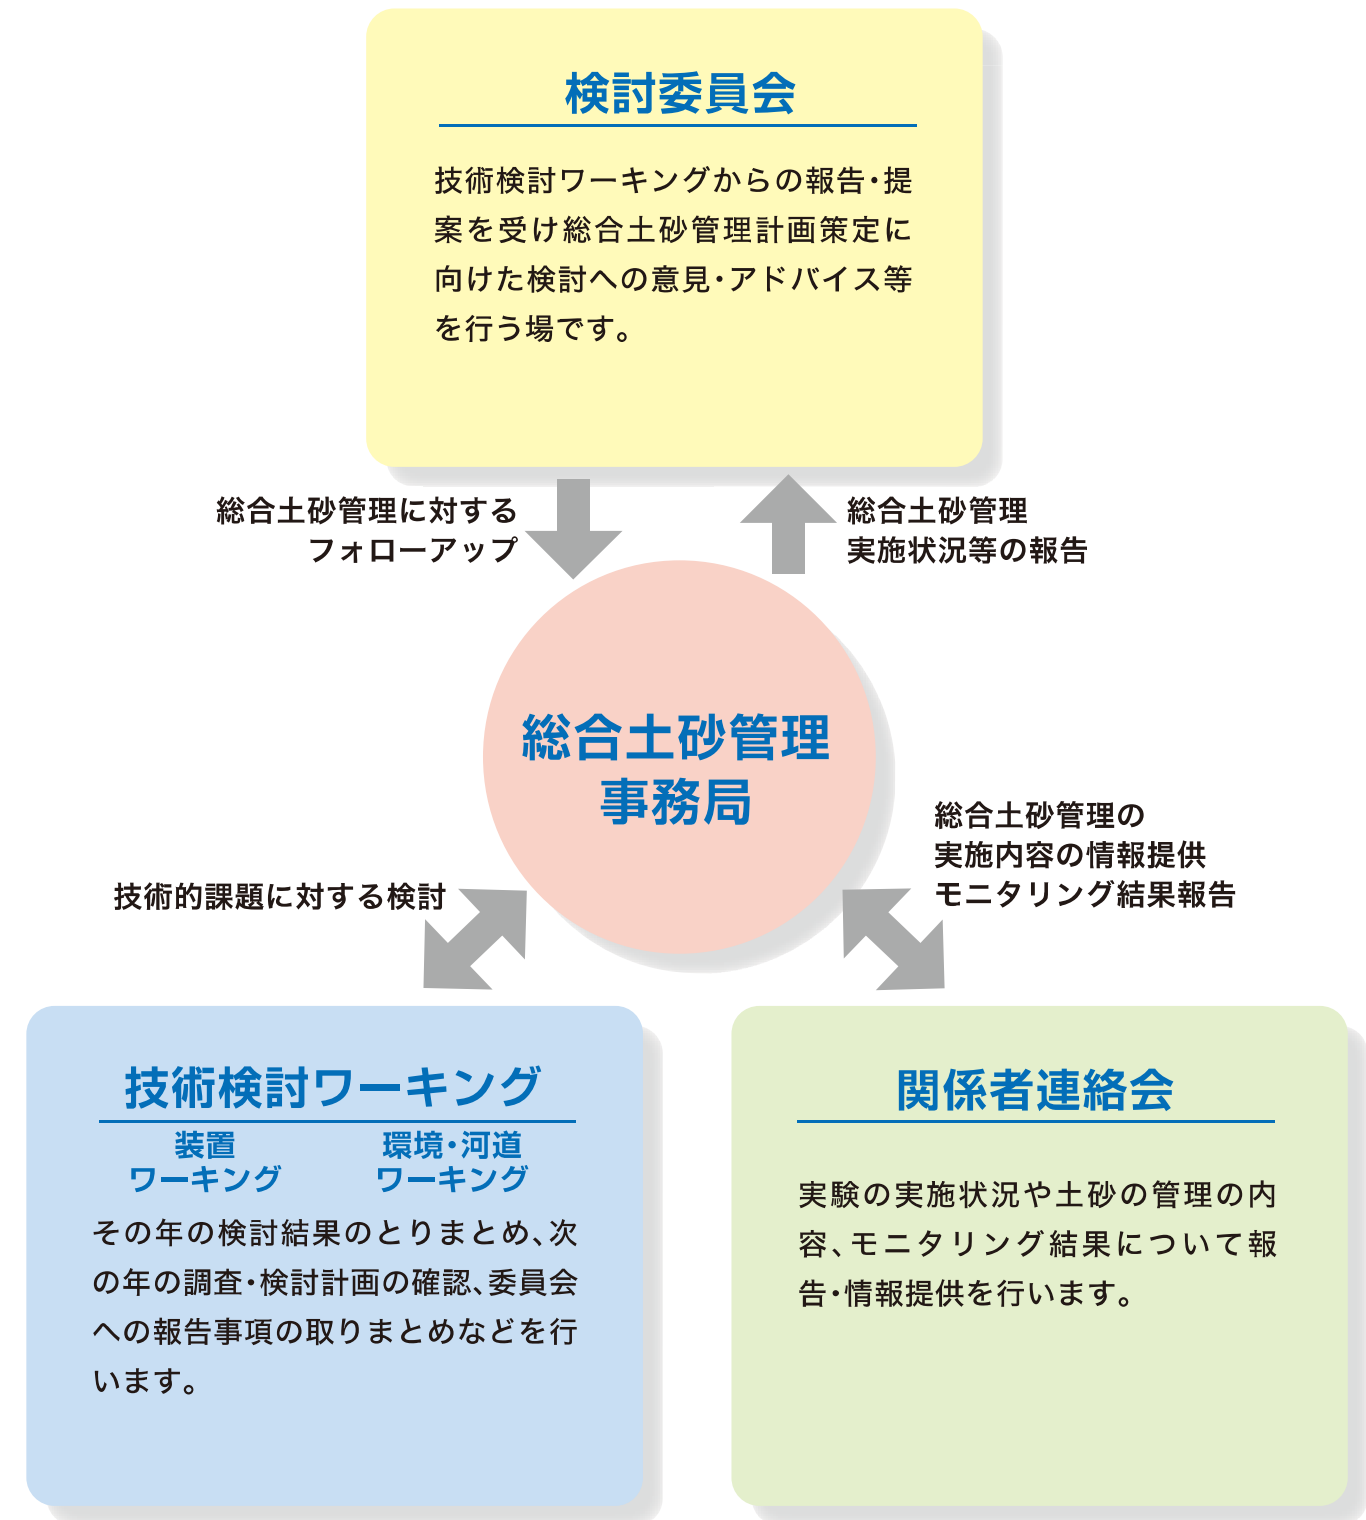 検討委員会
技術検討ワーキングからの報告・提
案を受け総合土砂管理計画策定に
向けた検討への意見・アドバイス等
を行う場です。
総合土砂管理に対する
フォローアップ
総合土砂管理
実施状況等の報告
総合土砂管理
事務局
総合土砂管理の
実施内容の情報提供
モニタリング結果報告
技術的課題に対する検討
技術検討ワーキング
装置
ワーキング
環境・河道
ワーキング
その年の検討結果のとりまとめ、次
の年の調査・検討計画の確認、委員会
への報告事項の取りまとめなどを行
います。
関係者連絡会
実験の実施状況や土砂の管理の内
容、モニタリング結果について報
告・情報提供を行います。